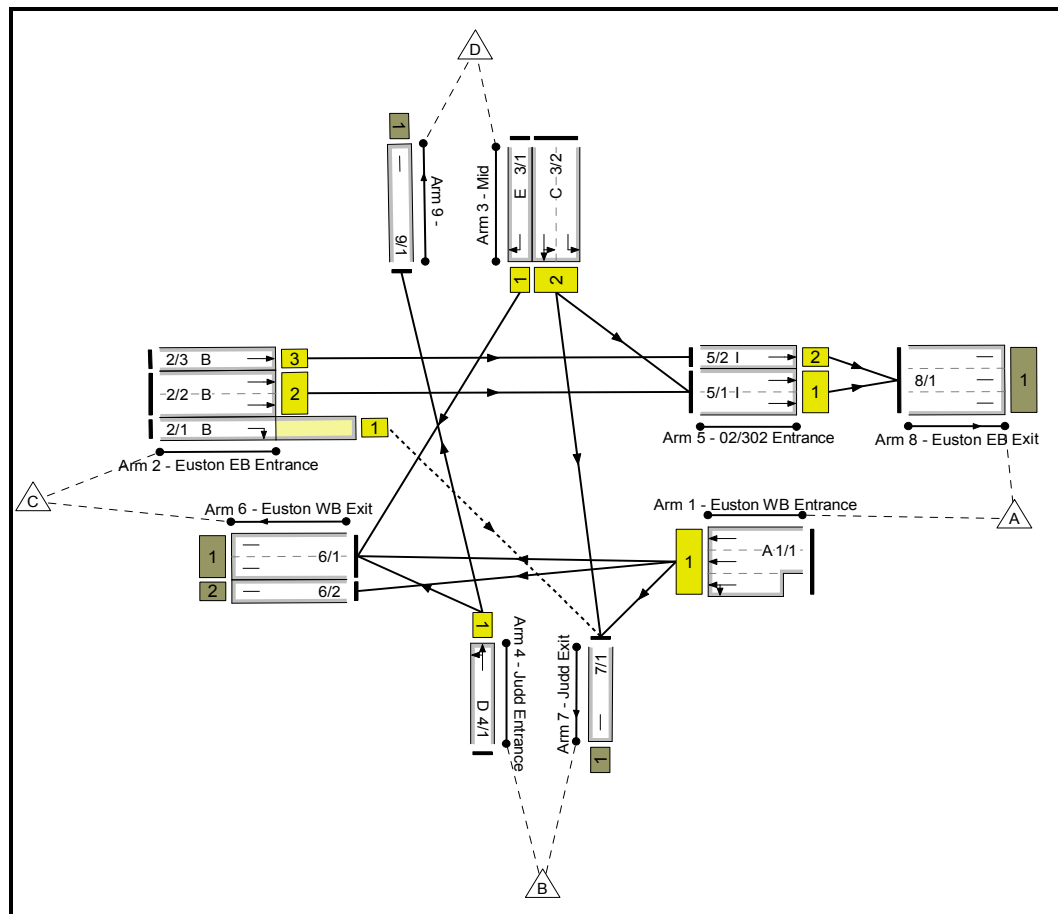 D
1
Arm 9 -
9/1
Arm 3 - Mid
E 3/1
C 3/2
1
2
2/3 B
3
2/2 B
2
2/1 B
1
Arm 2 - Euston EB Entrance
5/2 I
2
5/1 I
1
Arm 5 - 02/302 Entrance
8/1
1
Arm 8 - Euston EB Exit
C
A
Arm 6 - Euston WB Exit
1
6/1
2
6/2
Arm 1 - Euston WB Entrance
1
A 1/1
1
Arm 4 - Judd Entrance
D 4/1
Arm 7 - Judd Exit
7/1
1
B